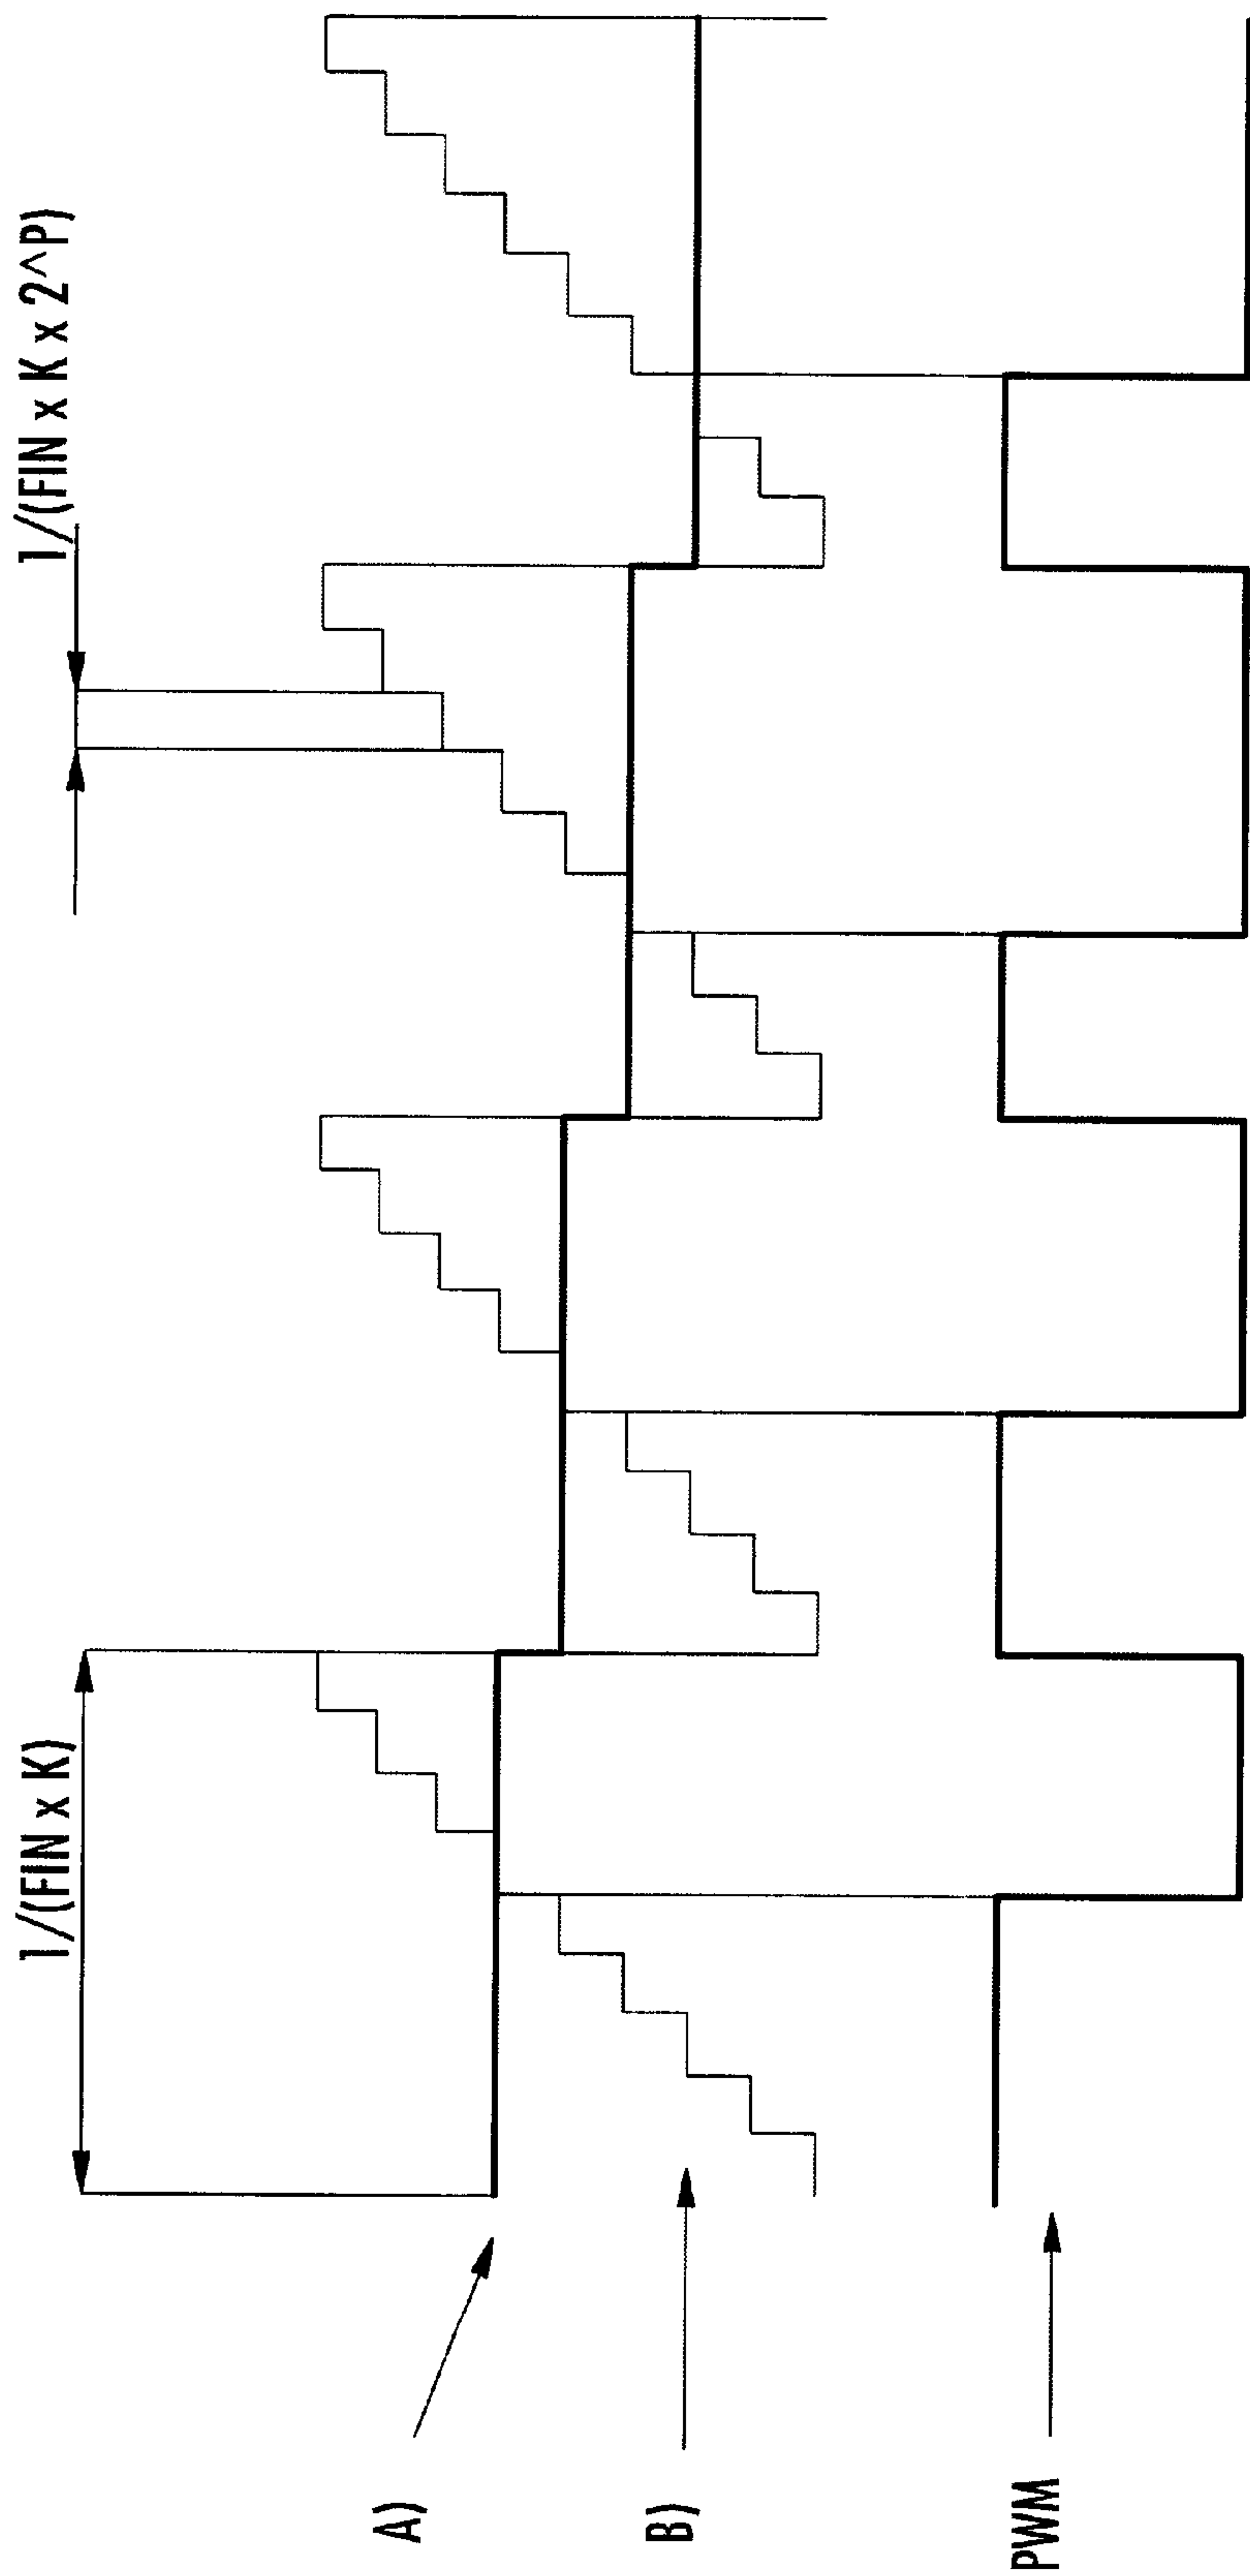 1/(FIN x K)
1/(FIN x K x 2^P)
A)
B)
PWM